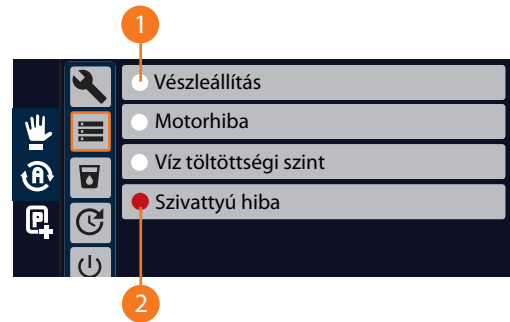 1
Vészleállítás
Motorhiba
Víz töltöttségi szint
Szivattyú hiba
A
P
2